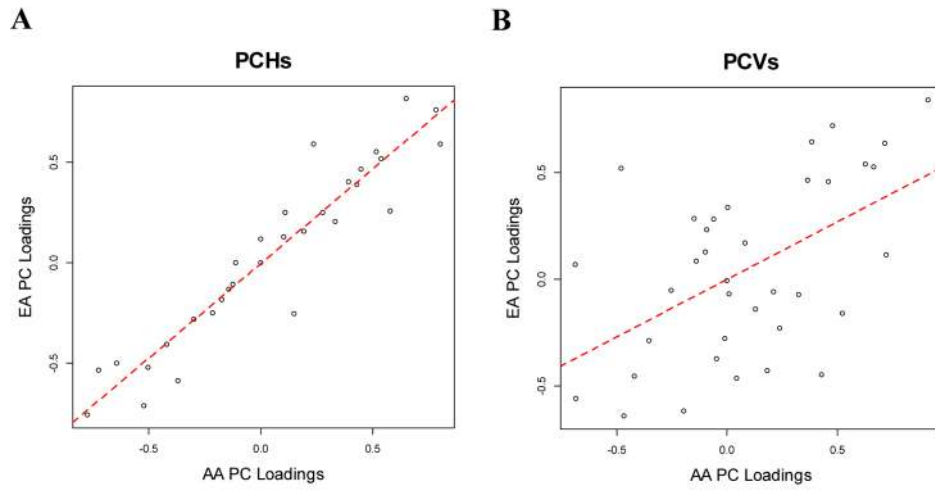 A
PCHs
EA PC Loadings
0.5
0.0
-0.5
-0.5 0.0 0.5
AA PC Loadings
B
PCVs
EA PC Loadings
0.5
0.0
-0.5
-0.5 0.0 0.5
AA PC Loadings